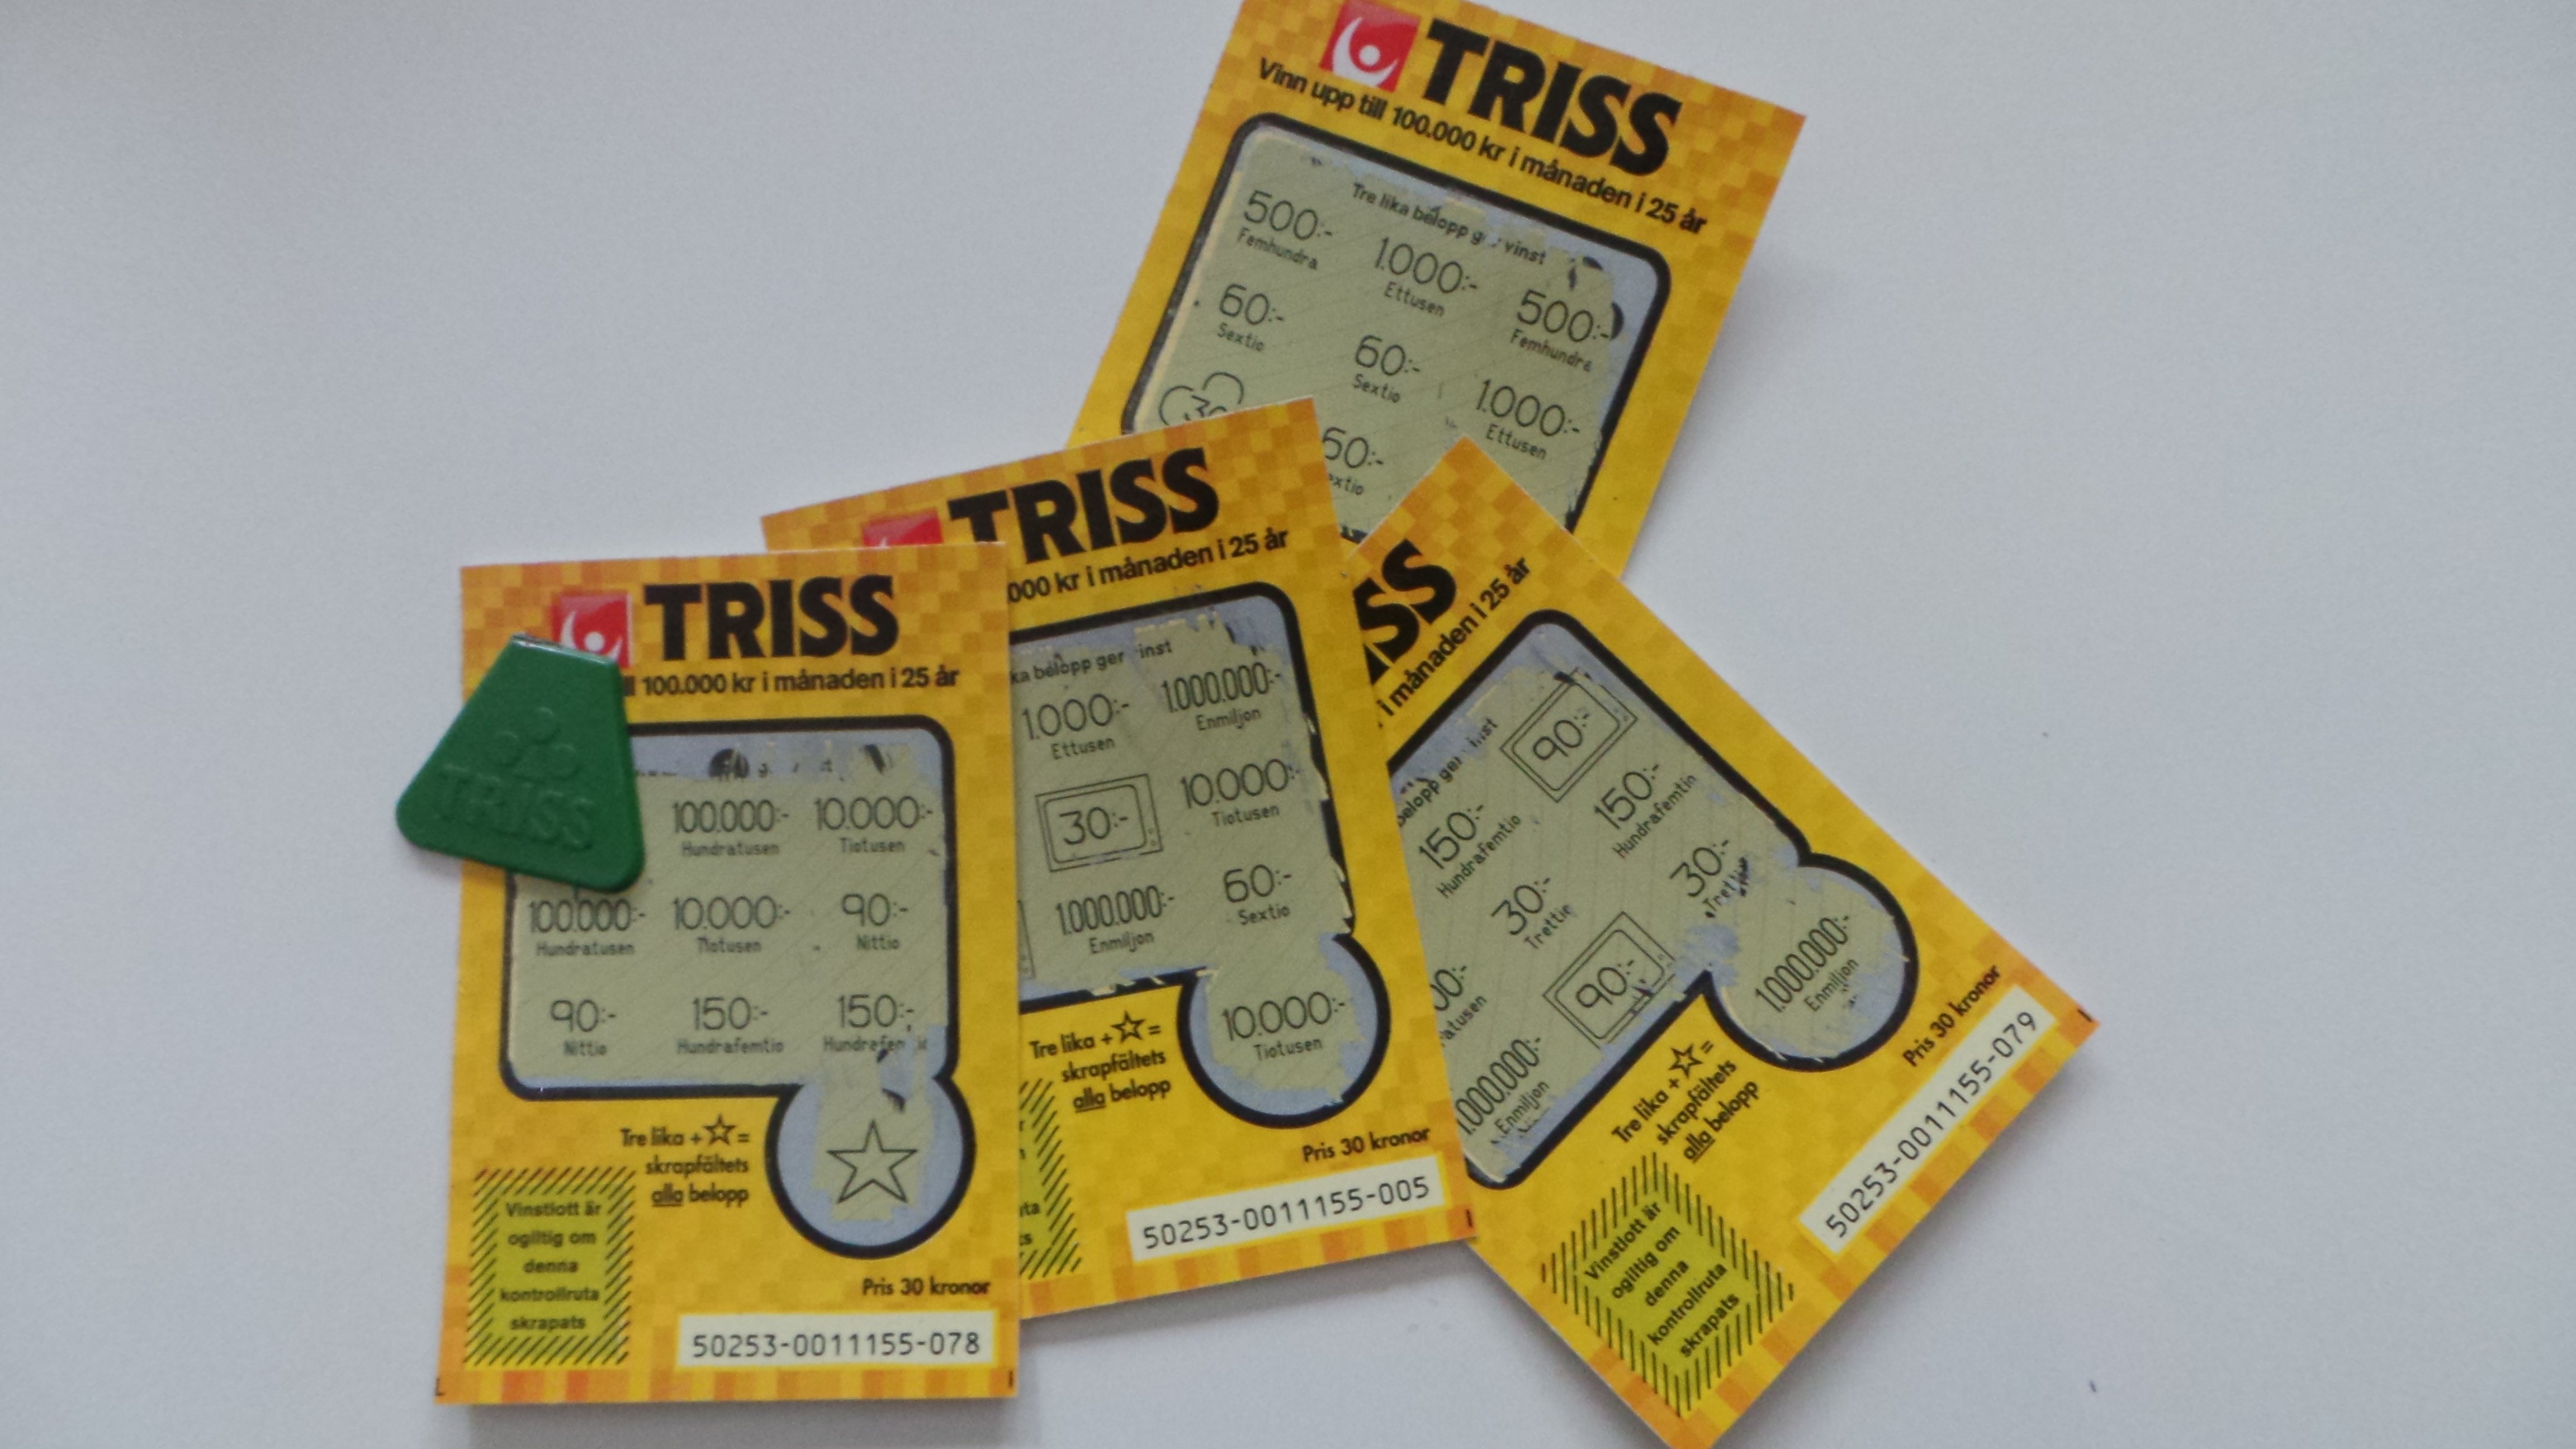 TRISS
Vinn upp till 100.000 kr i månaden i 25 år
Tre lika belopp vinst
500:-
Femhundra
1.000:-
Ettusen
500:-
Femhundra
60:-
Sextio
60:-
Sextio
1.000:-
Ettusen
TRISS
kr i månaden i 25 år
belopp ger
1.000:-
Ettusen
1.000.000:-
Enmiljon
30:-
10.000:-
Tiotusen
1.000.000:-
Enmiljon
60:-
Sextio
10.000:-
Tiotusen
Tre lika + =
skrapfältets
alla belopp
Pris 30 kronor
50253-0011155-005
i månaden i 25 år
belopp
90:-
150:-
Hundrafemtio
150:-
Hundrafemtio
30:-
Trettio
30:-
90:-
1.000.000:-
Enmiljon
1.000.000:-
Enmiljon
Tre lika + =
skrapfältets
alla belopp
Pris 30 kronor
50253-0011155-079
Vinstlott är
ogiltig om
denna
kontrollruta
skrapats
TRISS
100.000 kr i månaden i 25 år
TRISS
100.000:-
Hundratusen
10.000:-
Tiotusen
100.000:-
Hundratusen
10.000:-
Tiotusen
90:-
Nittio
90:-
Nittio
150:-
Hundrafemtio
150:-
Tre lika + =
skrapfältets
alla belopp
Vinstlott är
ogiltig om
denna
kontrollruta
skrapats
Pris 30 kronor
50253-0011155-078